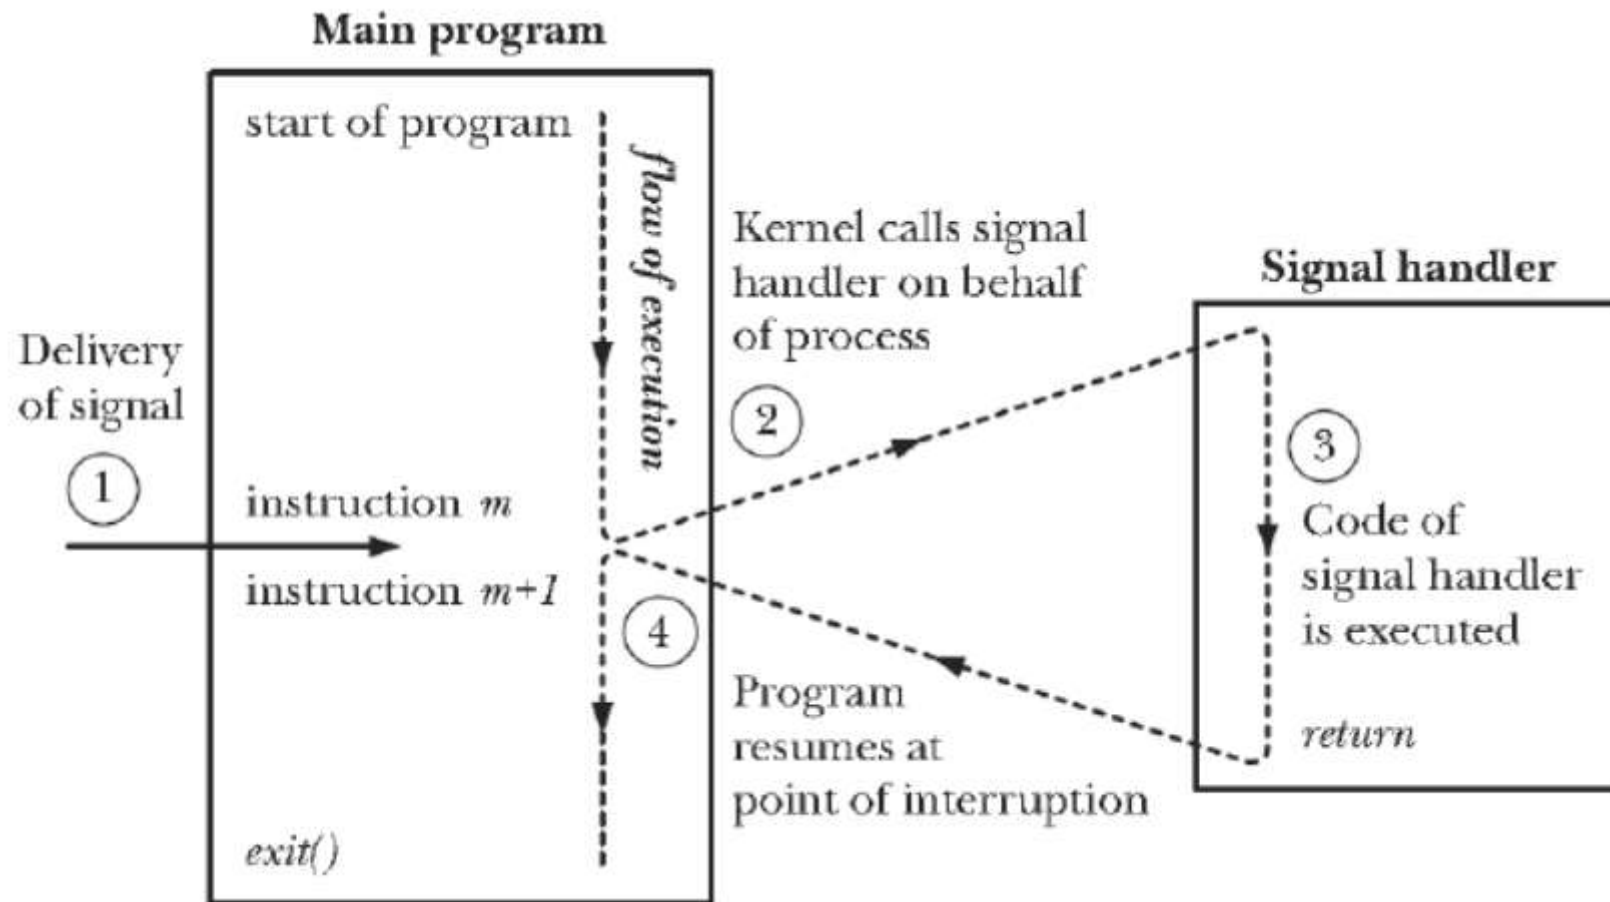 Main program
start of program
flow of execution
Kernel calls signal
handler on behalf
of process
2
Signal handler
Delivery
of signal
1
instruction m
instruction m+1
3
Code of
signal handler
is executed
return
4
Program
resumes at
point of interruption
exit()